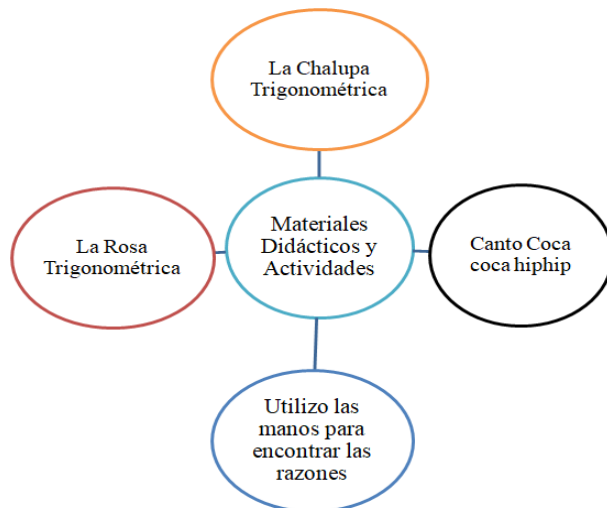 La Chalupa
Trigonométrica
La Rosa
Trigonométrica
Materiales
Didácticos y
Actividades
Canto Coca
coca hiphip
Utilizo las
manos para
encontrar las
razones